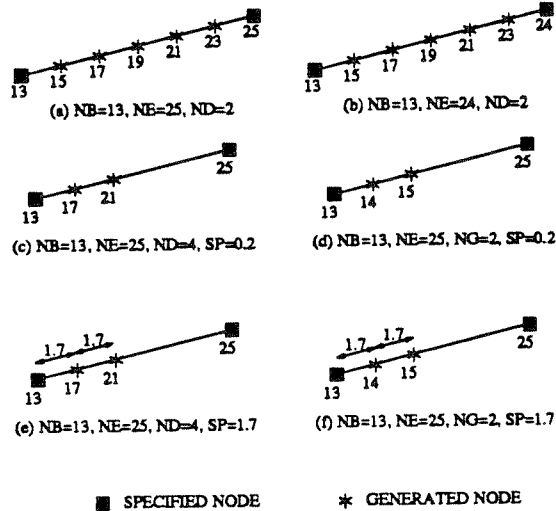 13 15 17 19 21 23 25
(a) NB=13, NE=25, ND=2
13 15 17 19 21 23 24
(b) NB=13, NE=24, ND=2
13 17 21 25
(c) NB=13, NE=25, ND=4, SP=0.2
13 14 15 25
(d) NB=13, NE=25, NG=2, SP=0.2
1.7 1.7
13 17 21 25
(e) NB=13, NE=25, ND=4, SP=1.7
1.7 1.7
13 14 15 25
(f) NB=13, NE=25, NG=2, SP=1.7
SPECIFIED NODE
GENERATED NODE